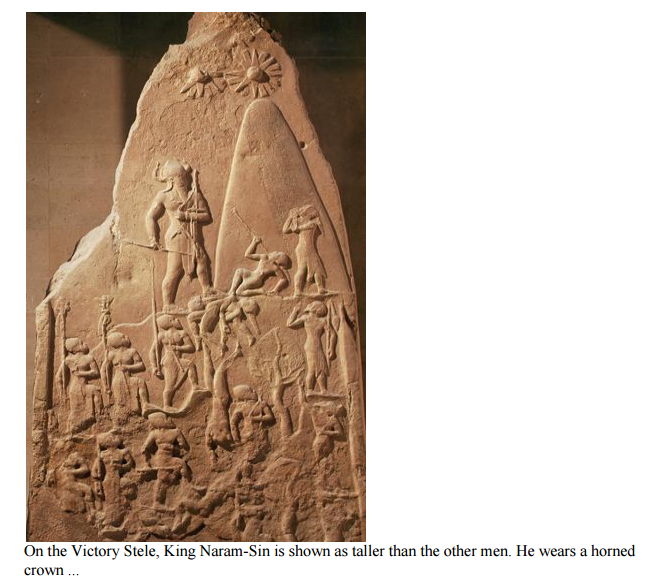 On the Victory Stele, King Naram-Sin is shown as taller than the other men. He wears a horned
crown ...